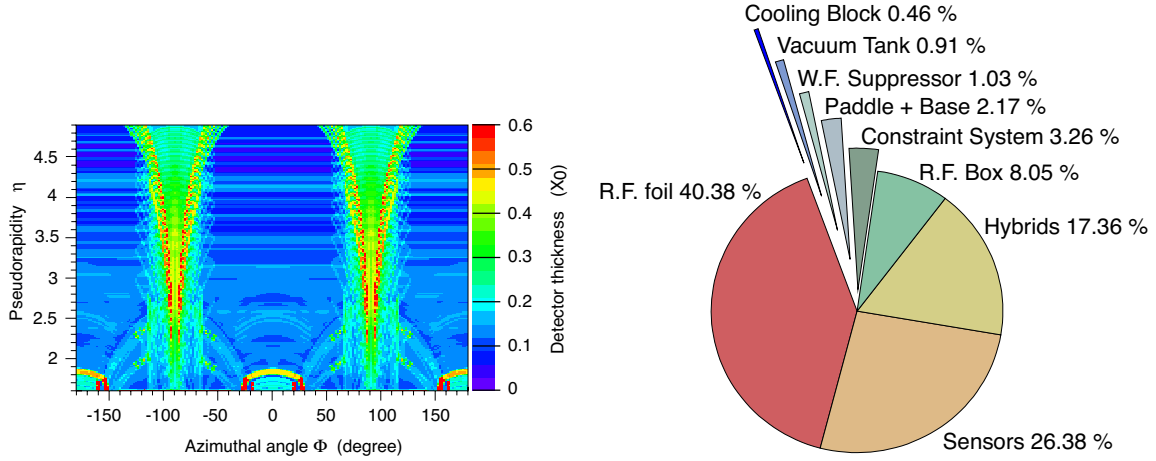 4.5
4
3.5
3
2.5
2
Pseudorapidity η
-150 -100 -50 0 50 100 150
Azimuthal angle Φ (degree)
0.6
0.5
0.4
0.3
0.2
0.1
0
Detector thickness (X0)
Cooling Block 0.46 %
Vacuum Tank 0.91 %
W.F. Suppressor 1.03 %
Paddle + Base 2.17 %
Constraint System 3.26 %
R.F. Box 8.05 %
R.F. foil 40.38 %
Hybrids 17.36 %
Sensors 26.38 %